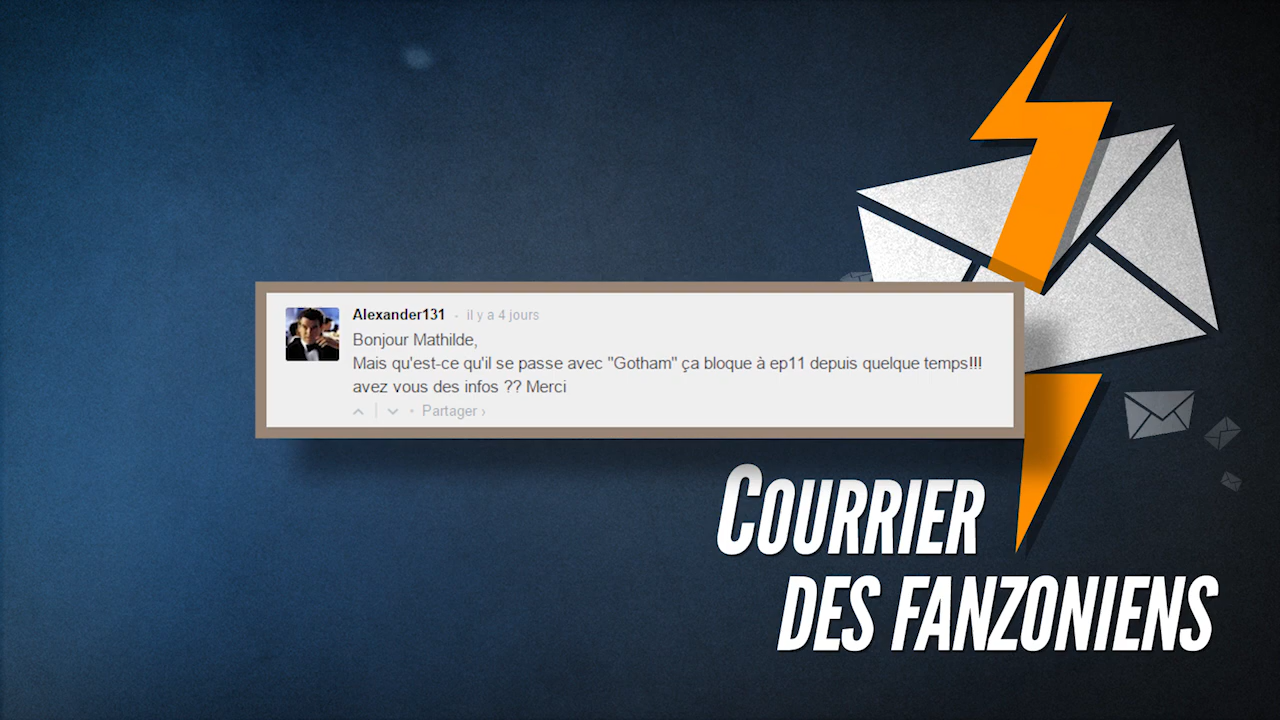 Alexander131 - il y a 4 jours
Bonjour Mathilde,
Mais qu'est-ce qu'il se passe avec "Gotham" ça bloque à ep11 depuis quelque temps!!!
avez vous des infos ?? Merci
• Partager ›
COURRIER
DES FANZONIENS